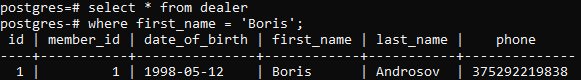 postgres=# select * from dealer
postgres-# where first_name = 'Boris';
 id | member_id | date_of_birth | first_name | last_name |    phone
----+-----------+---------------+------------+-----------+--------------
  1 |         1 | 1998-05-12    | Boris      | Androsov  | 375292219838